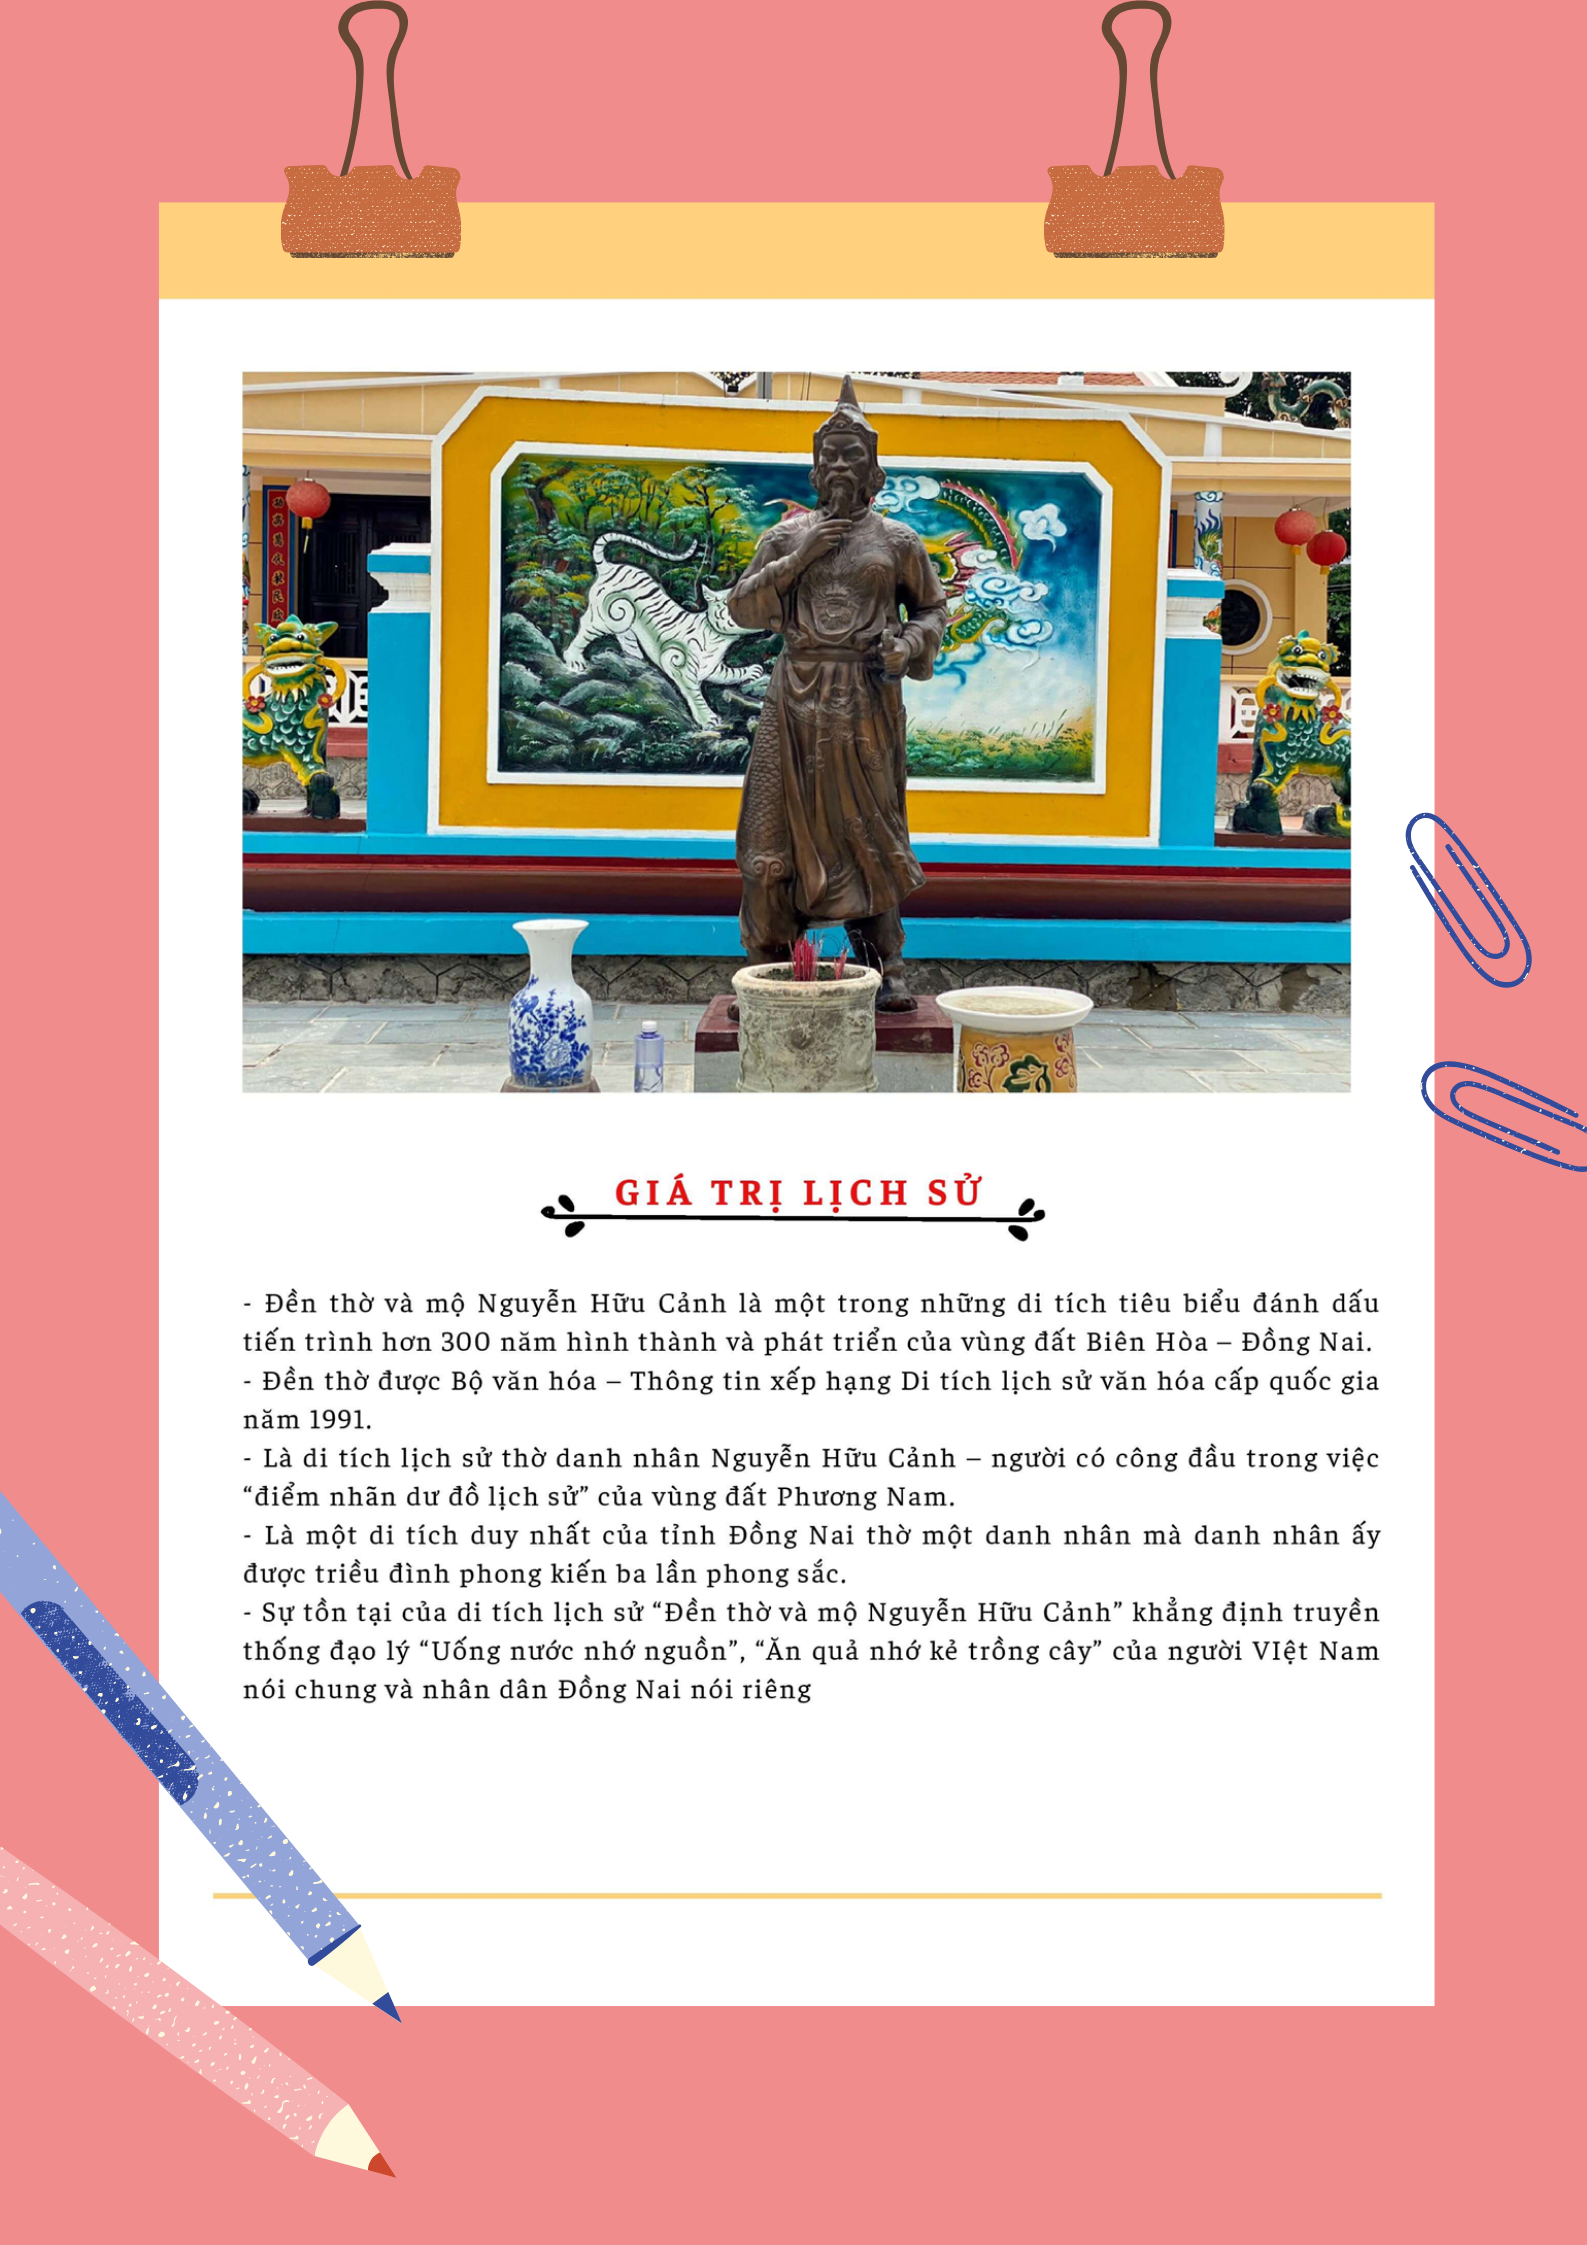 GIÁ TRỊ LỊCH SỬ
- Đền thờ và mộ Nguyễn Hữu Cảnh là một trong những di tích tiêu biểu đánh dấu
tiến trình hơn 300 năm hình thành và phát triển của vùng đất Biên Hòa – Đồng Nai.
- Đền thờ được Bộ văn hóa – Thông tin xếp hạng Di tích lịch sử văn hóa cấp quốc gia
năm 1991.
- Là di tích lịch sử thờ danh nhân Nguyễn Hữu Cảnh – người có công đầu trong việc
“điểm nhãn dư đồ lịch sử” của vùng đất Phương Nam.
- Là một di tích duy nhất của tỉnh Đồng Nai thờ một danh nhân mà danh nhân ấy
được triều đình phong kiến ba lần phong sắc.
- Sự tồn tại của di tích lịch sử “Đền thờ và mộ Nguyễn Hữu Cảnh” khẳng định truyền
thống đạo lý “Uống nước nhớ nguồn”, “Ăn quả nhớ kẻ trồng cây” của người VIệt Nam
nói chung và nhân dân Đồng Nai nói riêng